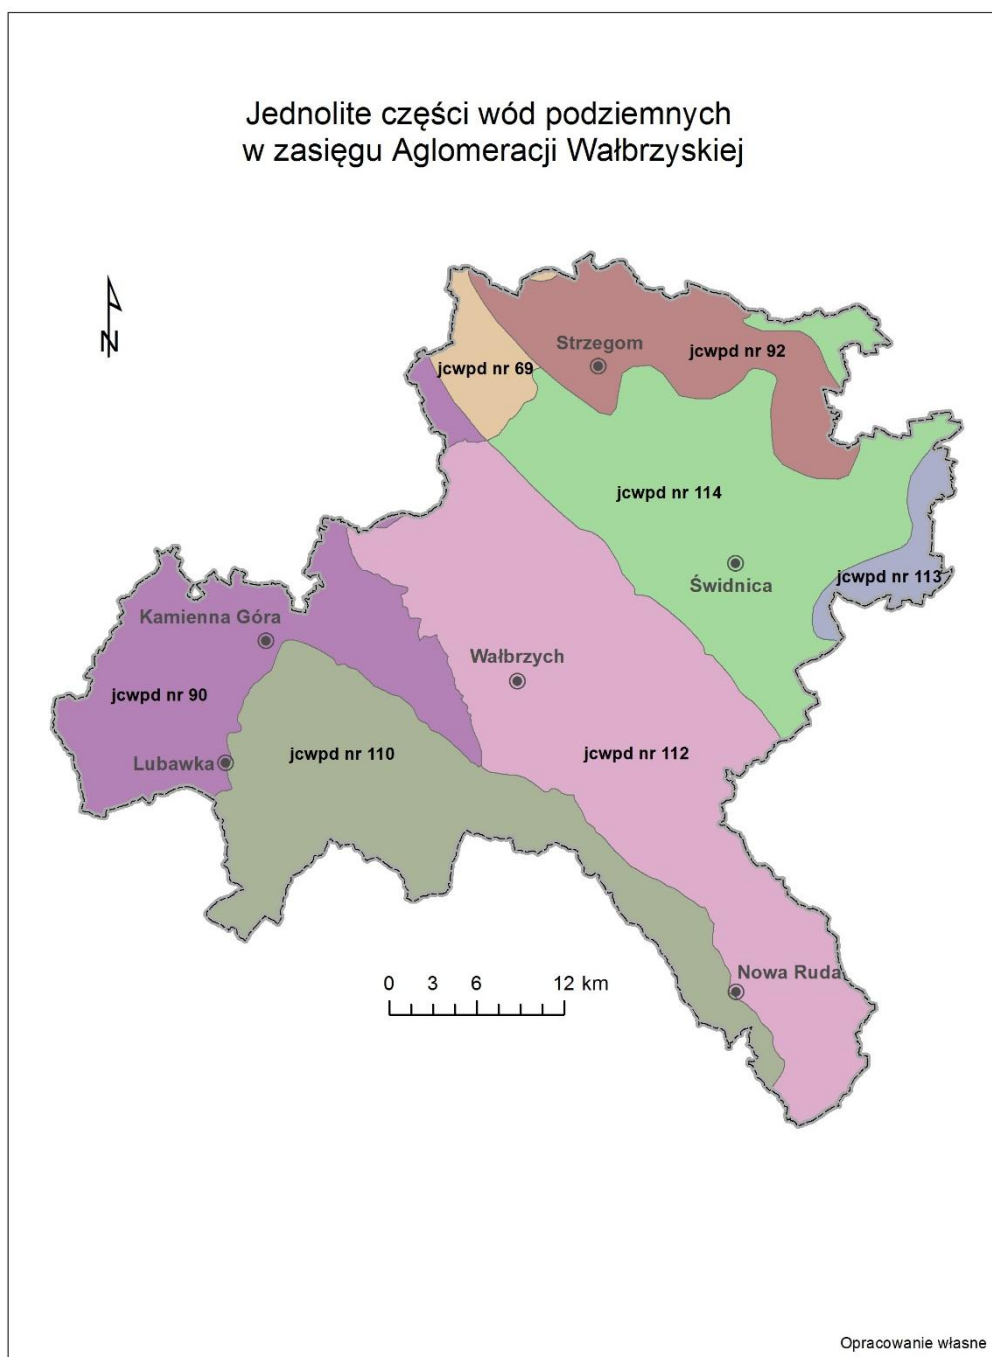 Jednolite części wód podziemnych
w zasięgu Aglomeracji Wałbrzyskiej
N
Strzegom
jcwpd nr 92
jcwpd nr 69
jcwpd nr 114
Świdnica
jcwpd nr 113
Kamienna Góra
Wałbrzych
jcwpd nr 90
jcwpd nr 110
jcwpd nr 112
Lubawka
Nowa Ruda
0 3 6 12 km
Opracowanie własne